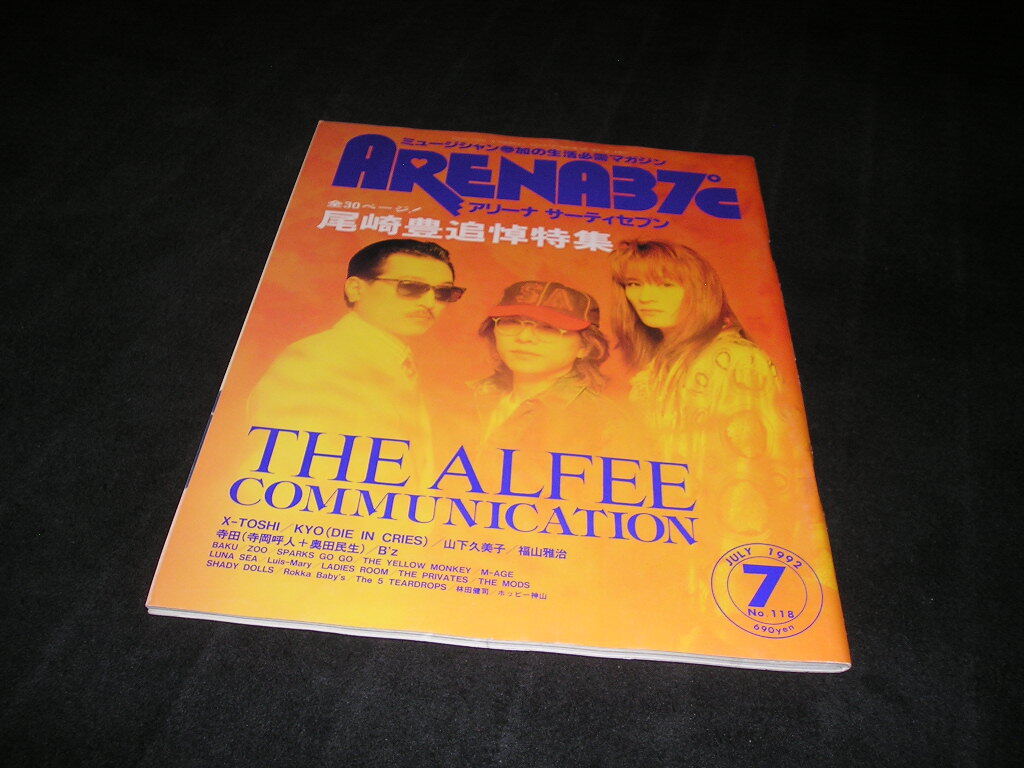 ミュージシャン参加の生活必需マガジン
ARENA37℃
アリーナ サーティセブン
全30ページ!
尾崎豊追悼特集
SA
THE ALFEE
COMMUNICATION
X-TOSHI/KYO(DIE IN CRIES)/山下久美子/福山雅治
寺田(寺岡呼人+奥田民生)/B'z
BAKU/ZOO/SPARKS GO GO/THE YELLOW MONKEY/M-AGE
LUNA SEA/Luis-Mary/LADIES ROOM/THE PRIVATES/THE MODS
SHADY DOLLS/Rokka Baby's/The 5 TEARDROPS/林田健司/ホッピー神山
JULY 1992
7
No.118
690yen